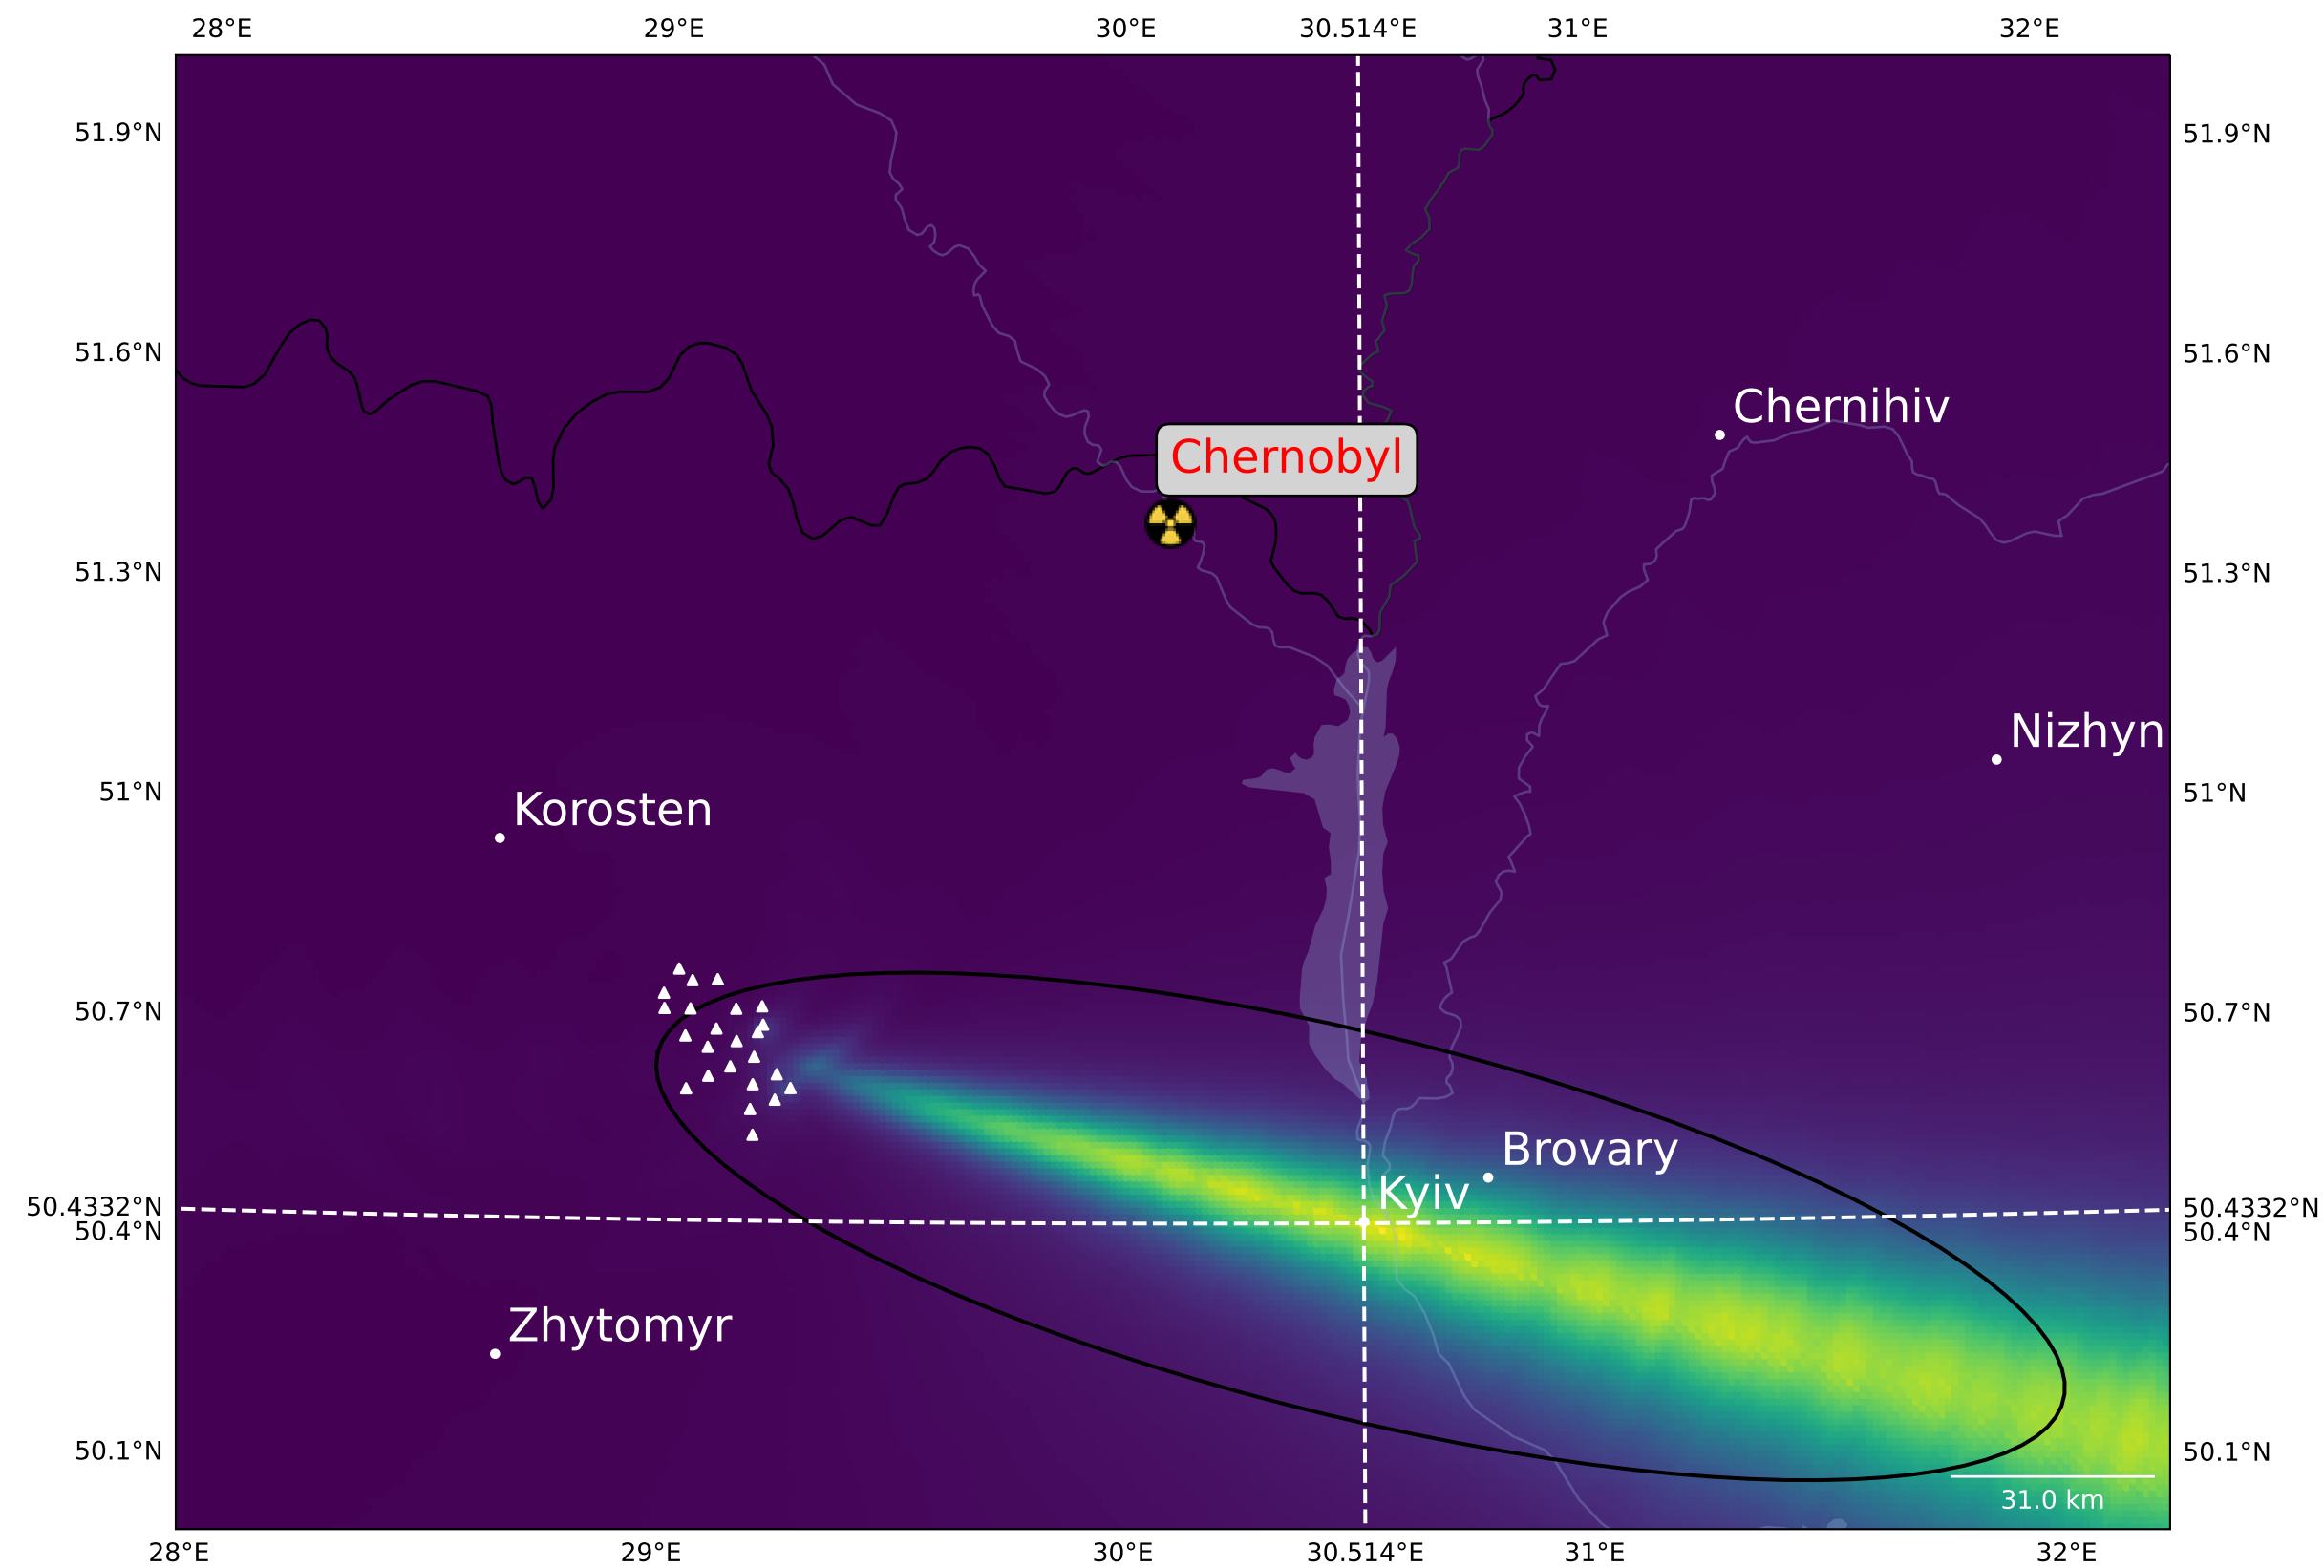 28°E 29°E 30°E 30.514°E 31°E 32°E
51.9°N 51.9°N
51.6°N 51.6°N
Chernihiv
Chernobyl
51.3°N 51.3°N
Nizhyn
51°N 51°N
Korosten
50.7°N 50.7°N
Brovary
Kyiv
50.4332°N 50.4332°N
50.4°N 50.4°N
Zhytomyr
50.1°N 50.1°N
31.0 km
28°E 29°E 30°E 30.514°E 31°E 32°E